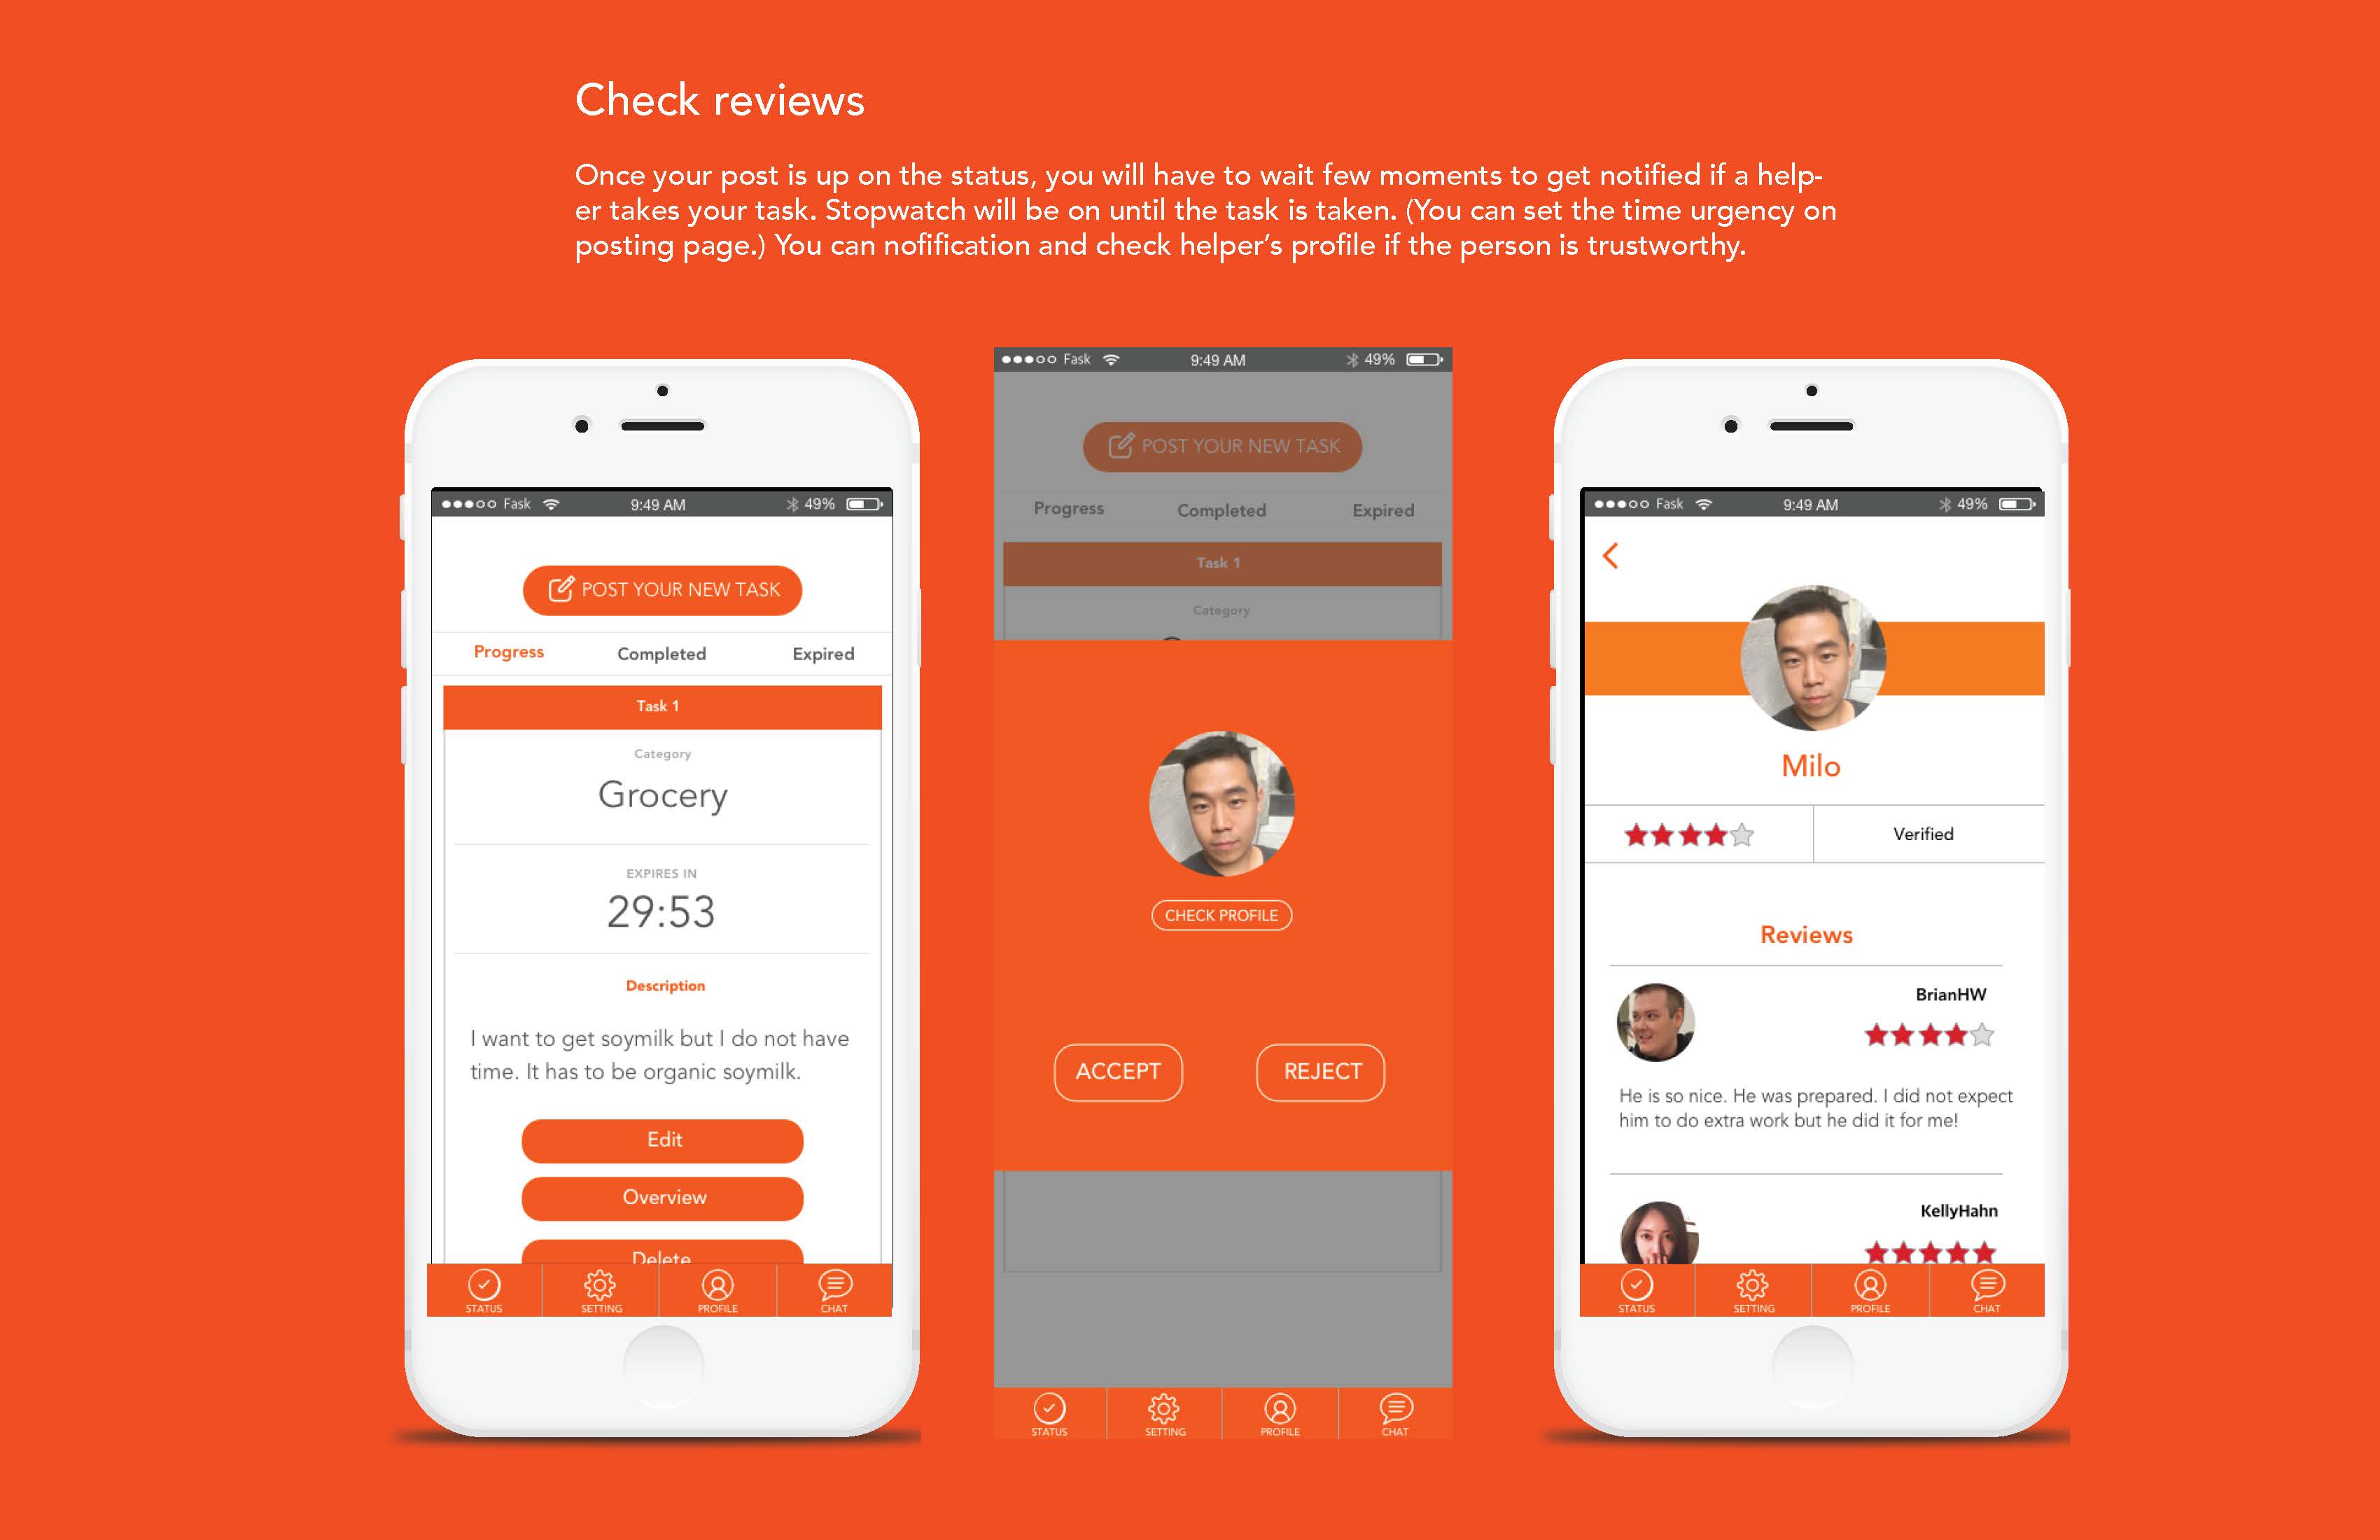 Check reviews
Once your post is up on the status, you will have to wait few moments to get notified if a help-
er takes your task. Stopwatch will be on until the task is taken. (You can set the time urgency on
posting page.) You can nofification and check helper's profile if the person is trustworthy.
Fask 9:49 AM 49%
POST YOUR NEW TASK
Progress Completed Expired
Task 1
Category
Grocery
EXPIRES IN
29:53
Description
I want to get soymilk but I do not have
time. It has to be organic soymilk.
Edit
Overview
Delete
STATUS SETTING PROFILE CHAT
Fask 9:49 AM 49%
POST YOUR NEW TASK
Progress Completed Expired
Task 1
Category
CHECK PROFILE
ACCEPT REJECT
STATUS SETTING PROFILE CHAT
Fask 9:49 AM 49%
Milo
Verified
Reviews
BrianHW
He is so nice. He was prepared. I did not expect
him to do extra work but he did it for me!
KellyHahn
STATUS SETTING PROFILE CHAT